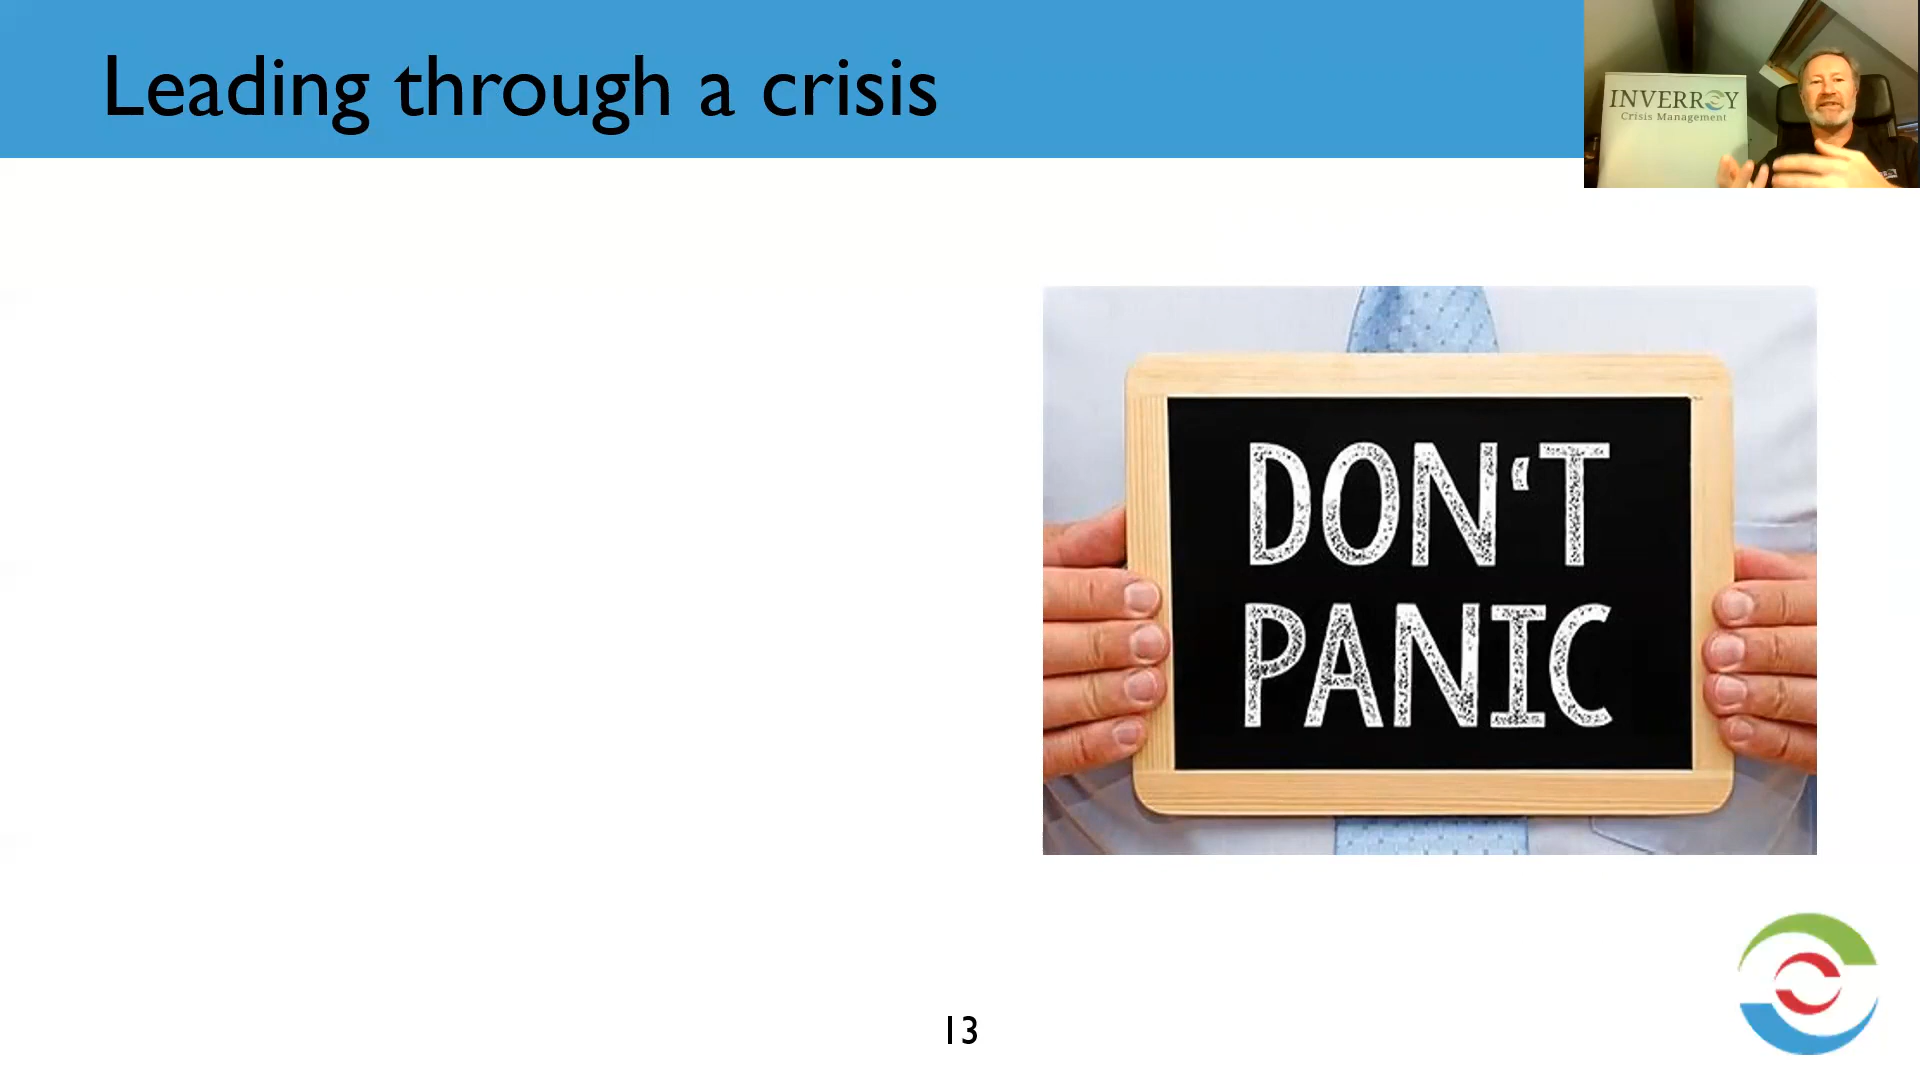 Leading through a crisis
INVERROY
Crisis Management
DON'T
PANIC
13